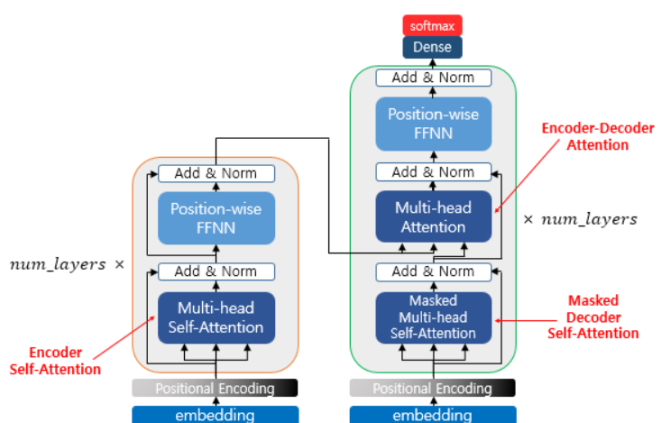 softmax
Dense
Add & Norm
Position-wise
FFNN
Encoder-Decoder
Attention
Add & Norm
Add & Norm
Position-wise
FFNN
Multi-head
Attention
× num_layers
num_layers ×
Add & Norm
Add & Norm
Multi-head
Self-Attention
Masked
Multi-head
Self-Attention
Masked
Decoder
Self-Attention
Encoder
Self-Attention
Positional Encoding
Positional Encoding
embedding
embedding